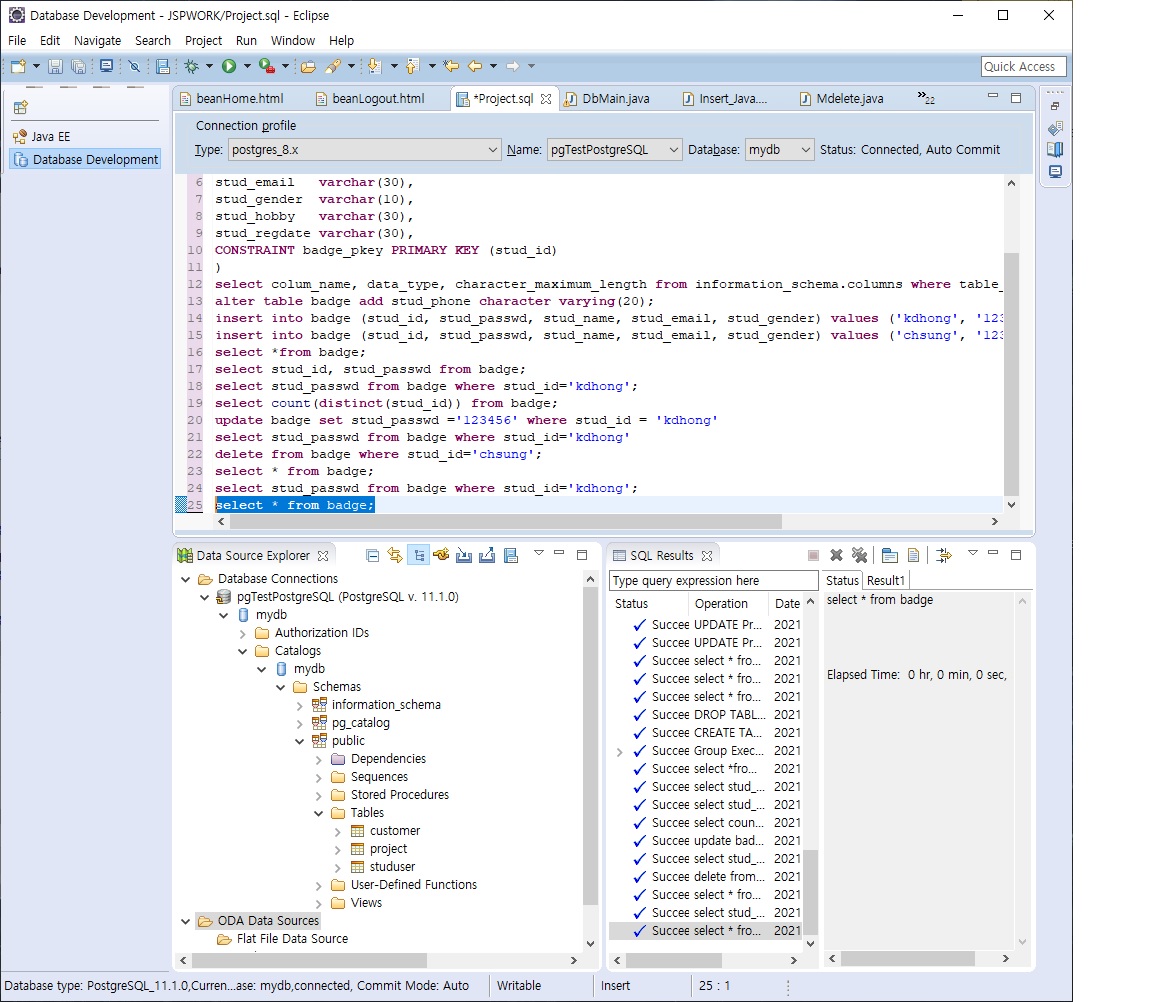 Database Development - JSPWORK/Project.sql - Eclipse
File Edit Navigate Search Project Run Window Help
Quick Access
Java EE
Database Development
beanHome.html beanLogout.html *Project.sql DbMain.java Insert_Java.... Mdelete.java »22
Connection profile
Type: postgres_8.x Name: pgTestPostgreSQL Database: mydb Status: Connected, Auto Commit
6 stud_email varchar(30),
7 stud_gender varchar(10),
8 stud_hobby varchar(30),
9 stud_regdate varchar(30),
10 CONSTRAINT badge_pkey PRIMARY KEY (stud_id)
11 )
12 select colum_name, data_type, character_maximum_length from information_schema.columns where table_
13 alter table badge add stud_phone character varying(20);
14 insert into badge (stud_id, stud_passwd, stud_name, stud_email, stud_gender) values ('kdhong', '123
15 insert into badge (stud_id, stud_passwd, stud_name, stud_email, stud_gender) values ('chsung', '123
16 select *from badge;
17 select stud_id, stud_passwd from badge;
18 select stud_passwd from badge where stud_id='kdhong';
19 select count(distinct(stud_id)) from badge;
20 update badge set stud_passwd ='123456' where stud_id = 'kdhong'
21 select stud_passwd from badge where stud_id='kdhong'
22 delete from badge where stud_id='chsung';
23 select * from badge;
24 select stud_passwd from badge where stud_id='kdhong';
25 select * from badge;
Data Source Explorer
Database Connections
pgTestPostgreSQL (PostgreSQL v. 11.1.0)
mydb
Authorization IDs
Catalogs
mydb
Schemas
information_schema
pg_catalog
public
Dependencies
Sequences
Stored Procedures
Tables
customer
project
studuser
User-Defined Functions
Views
ODA Data Sources
Flat File Data Source
SQL Results
Type query expression here
Status Operation Date
Succee UPDATE Pr... 2021
Succee UPDATE Pr... 2021
Succee select * fro... 2021
Succee select * fro... 2021
Succee select * fro... 2021
Succee DROP TABL... 2021
Succee CREATE TA... 2021
Succee Group Exec... 2021
Succee select *fro... 2021
Succee select stud_... 2021
Succee select stud_... 2021
Succee select coun... 2021
Succee update bad... 2021
Succee select stud_... 2021
Succee delete from... 2021
Succee select * fro... 2021
Succee select stud_... 2021
Succee select * fro... 2021
Status Result1
select * from badge
Elapsed Time: 0 hr, 0 min, 0 sec,
Database type: PostgreSQL_11.1.0,Curren...ase: mydb,connected, Commit Mode: Auto Writable Insert 25 : 1